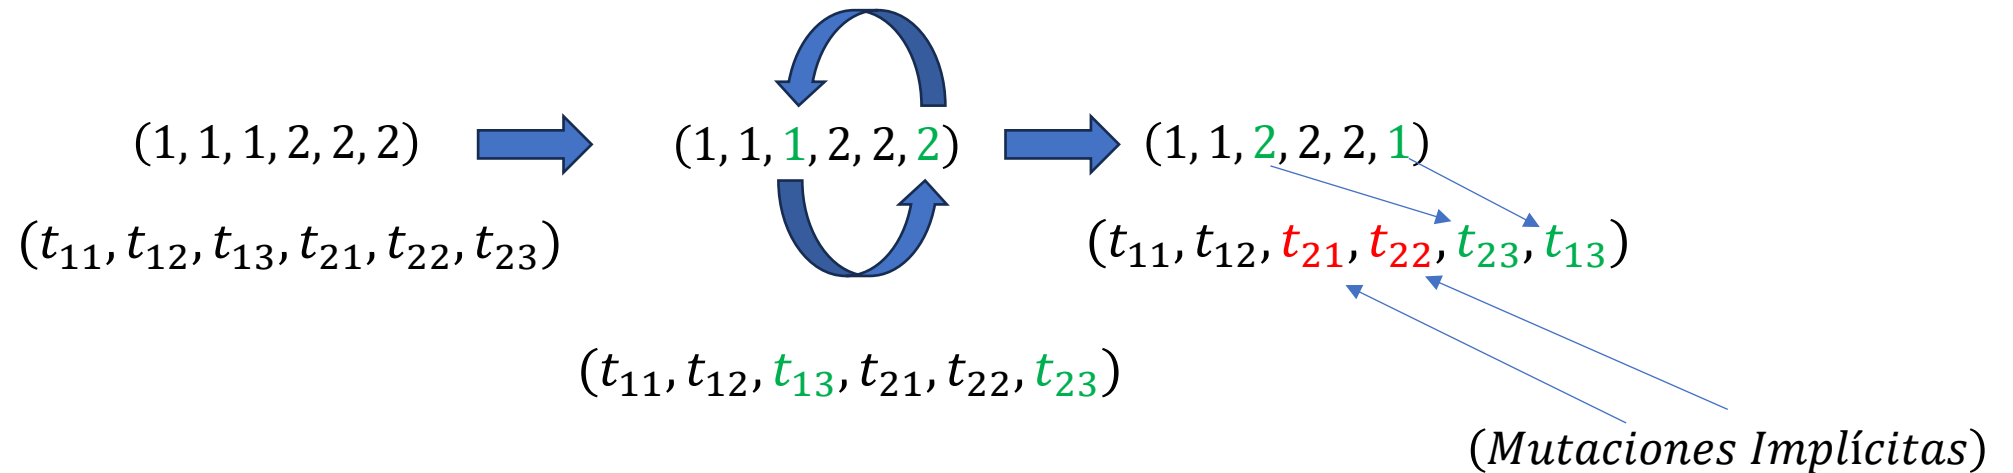 (1, 1, 1, 2, 2, 2)
(1, 1, 1, 2, 2, 2)
(1, 1, 2, 2, 2, 1)
(t₁₁, t₁₂, t₁₃, t₂₁, t₂₂, t₂₃)
(t₁₁, t₁₂, t₂₁, t₂₂, t₂₃, t₁₃)
(t₁₁, t₁₂, t₁₃, t₂₁, t₂₂, t₂₃)
(Mutaciones Implícitas)